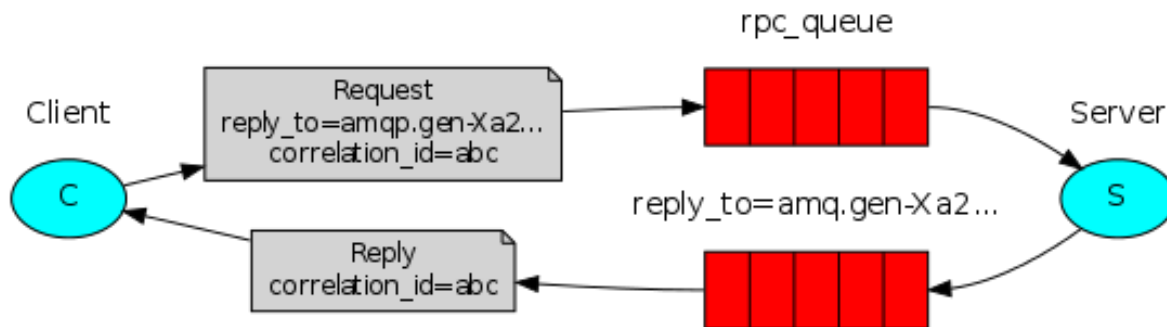 rpc_queue
Client
Request
reply_to=amqp.gen-Xa2...
correlation_id=abc
Server
C
S
reply_to=amq.gen-Xa2...
Reply
correlation_id=abc